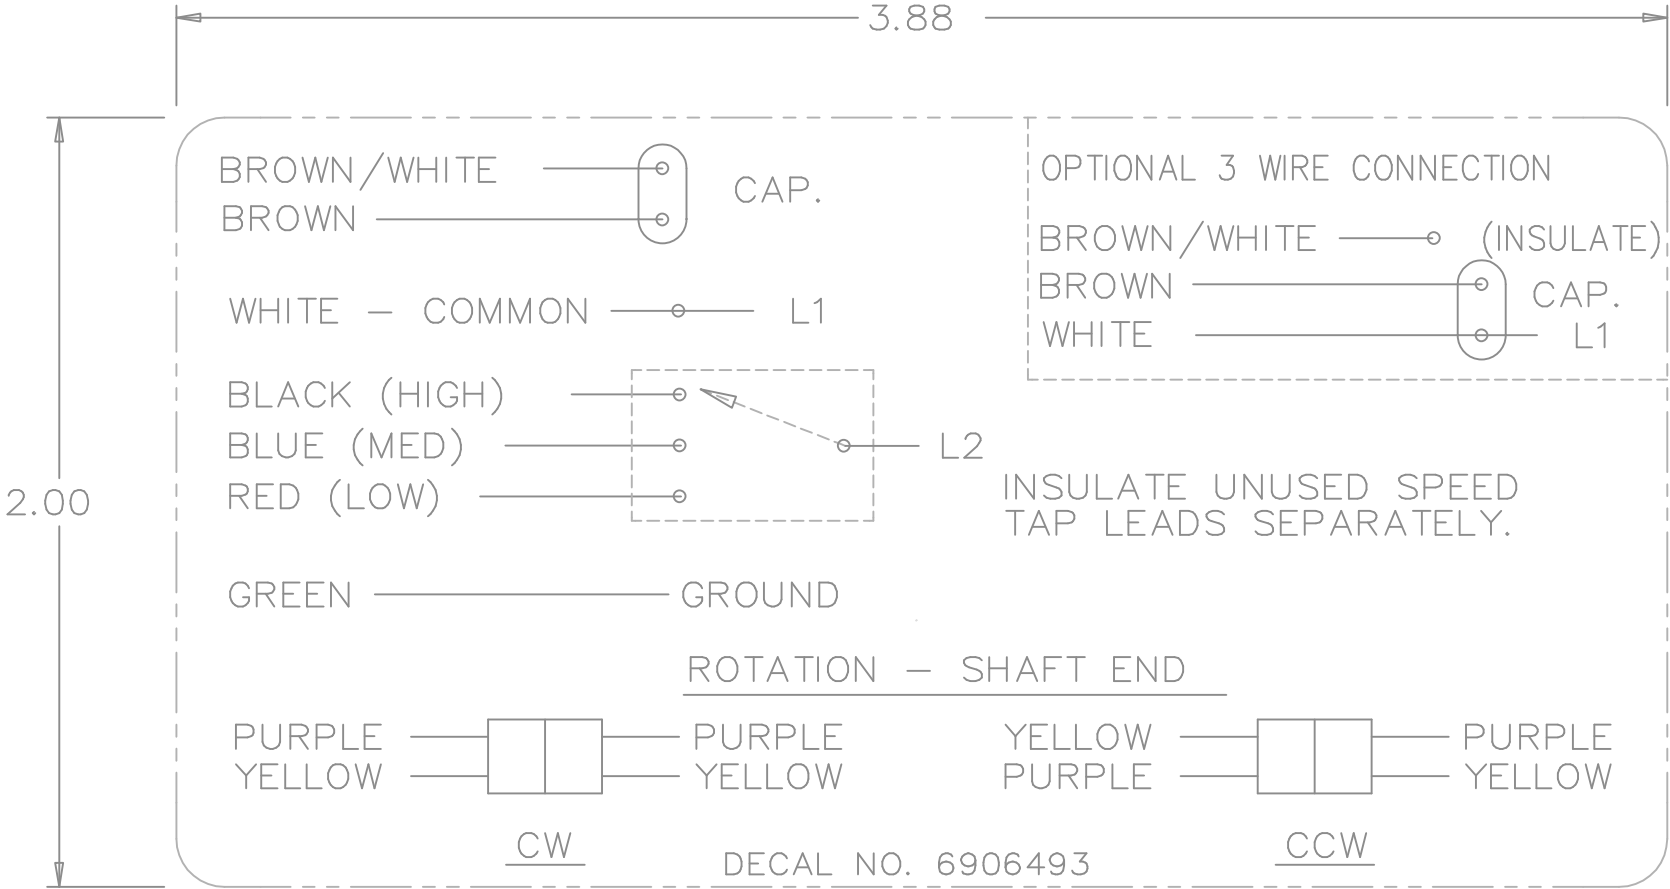 3.88
2.00
BROWN/WHITE
BROWN
CAP.
WHITE - COMMON
L1
BLACK (HIGH)
BLUE (MED)
RED (LOW)
L2
GREEN
GROUND
OPTIONAL 3 WIRE CONNECTION
BROWN/WHITE
(INSULATE)
BROWN
CAP.
WHITE
L1
INSULATE UNUSED SPEED
TAP LEADS SEPARATELY.
ROTATION - SHAFT END
PURPLE
PURPLE
YELLOW
YELLOW
CW
YELLOW
PURPLE
PURPLE
YELLOW
CCW
DECAL NO. 6906493